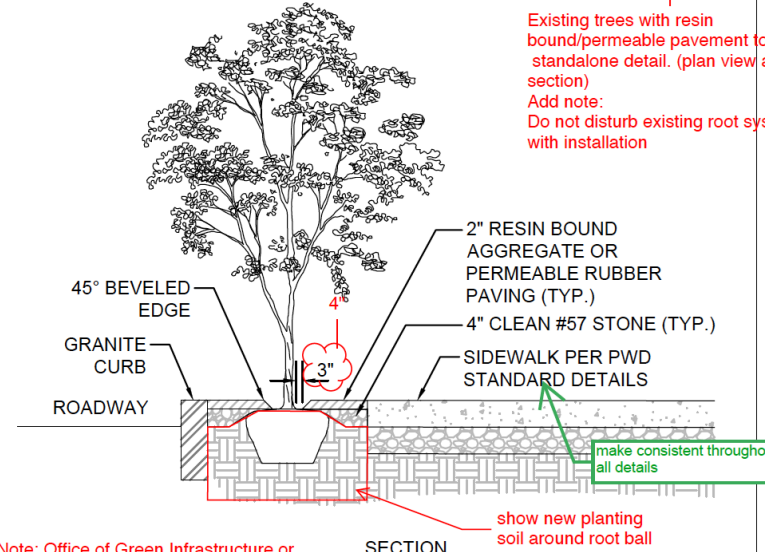 Existing trees with resin
bound/permeable pavement to
standalone detail. (plan view a
section)
Add note:
Do not disturb existing root sys
with installation
2" RESIN BOUND
AGGREGATE OR
PERMEABLE RUBBER
PAVING (TYP.)
45° BEVELED
EDGE
4"
4" CLEAN #57 STONE (TYP.)
GRANITE
CURB
3"
SIDEWALK PER PWD
STANDARD DETAILS
ROADWAY
make consistent througho
all details
show new planting
soil around root ball
Note: Office of Green Infrastructure or
SECTION